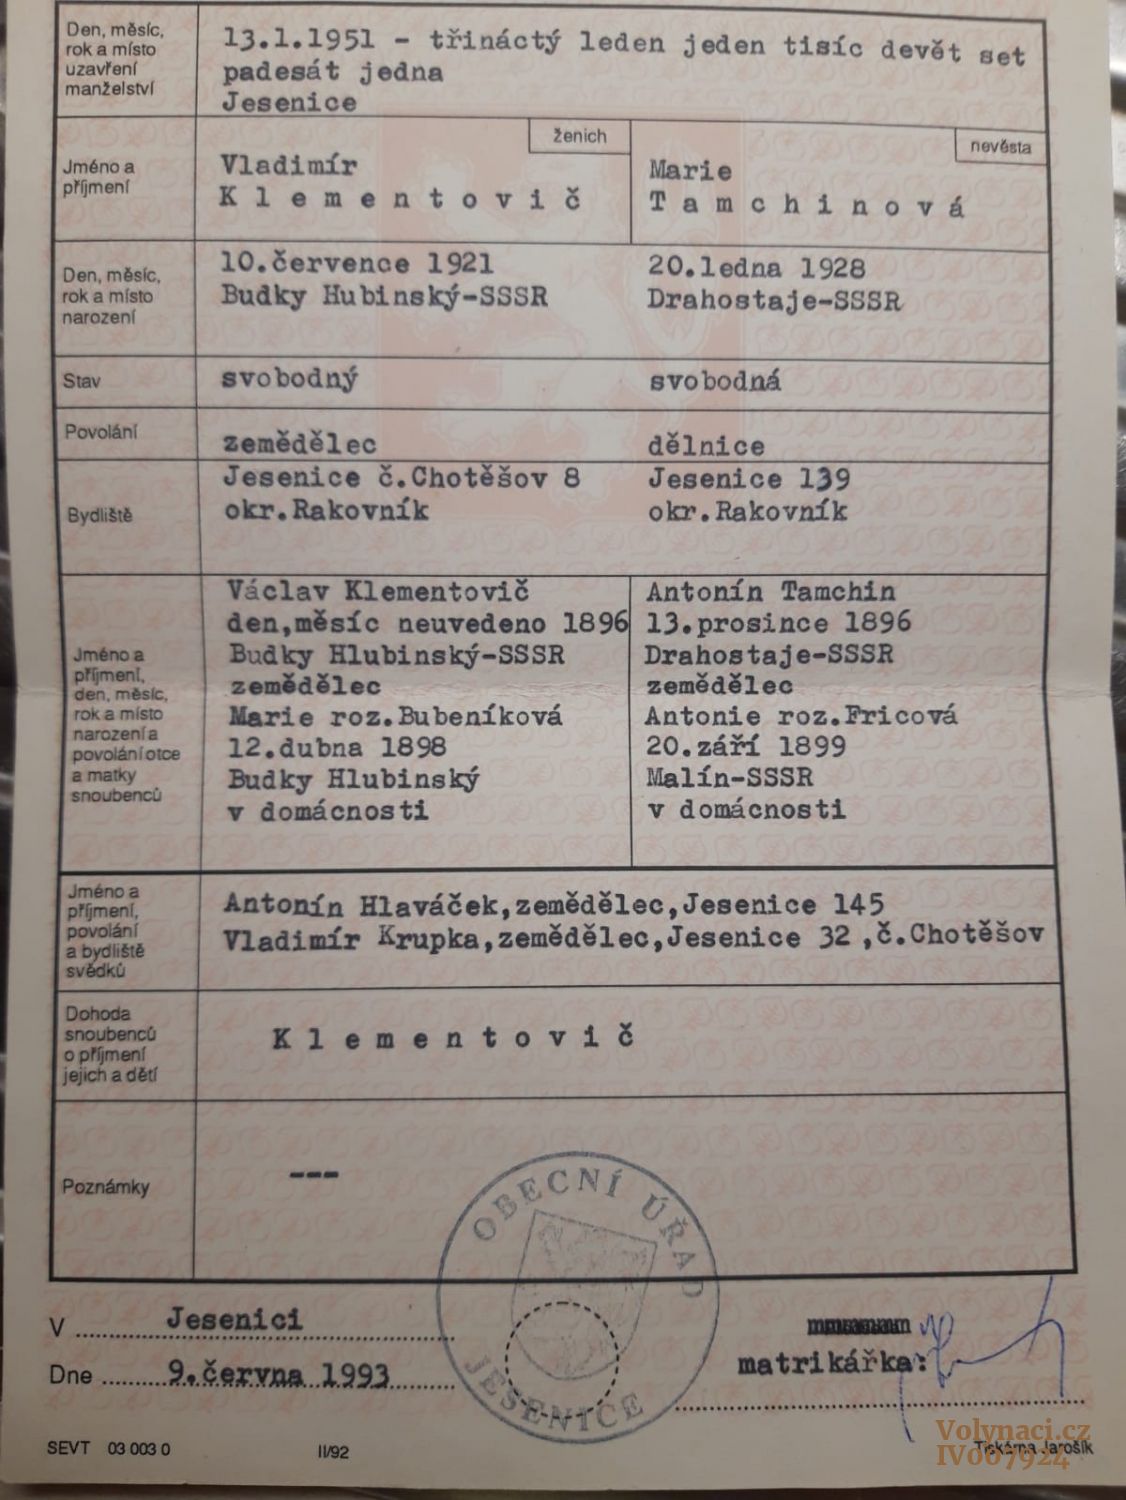 Den, měsíc,
rok a místo
uzavření
manželství
13.1.1951 - třináctý leden jeden tisíc devět set
padesát jedna
Jesenice
ženich
nevěsta
Jméno a
příjmení
Vladimír
Klementovič
Marie
Tamchinová
Den, měsíc,
rok a místo
narození
10.července 1921
Budky Hubinský-SSSR
20.ledna 1928
Drahostaje-SSSR
Stav
svobodný
svobodná
Povolání
zemědělec
dělnice
Bydliště
Jesenice č.Chotěšov 8
okr.Rakovník
Jesenice 139
okr.Rakovník
Jméno a
příjmení,
den, měsíc,
rok a místo
narození a
povolání otce
a matky
snoubenců
Václav Klementovič
den,měsíc neuvedeno 1896
Budky Hlubinský-SSSR
zemědělec
Marie roz.Bubeníková
12.dubna 1898
Budky Hlubinský
v domácnosti
Antonín Tamchin
13.prosince 1896
Drahostaje-SSSR
zemědělec
Antonie roz.Fricová
20.září 1899
Malín-SSSR
v domácnosti
Jméno a
příjmení,
povolání
a bydliště
svědků
Antonín Hlaváček,zemědělec,Jesenice 145
Vladimír Krupka,zemědělec,Jesenice 32,č.Chotěšov
Dohoda
snoubenců
o příjmení
jejich a dětí
Klementovič
Poznámky
---
OBECNÍ ÚŘAD
JESENICE
V Jesenici
Dne 9.června 1993
matrikářka:
SEVT 03 003 0
II/92
Tiskárna Jarošík
Volynaci.cz
IV007924